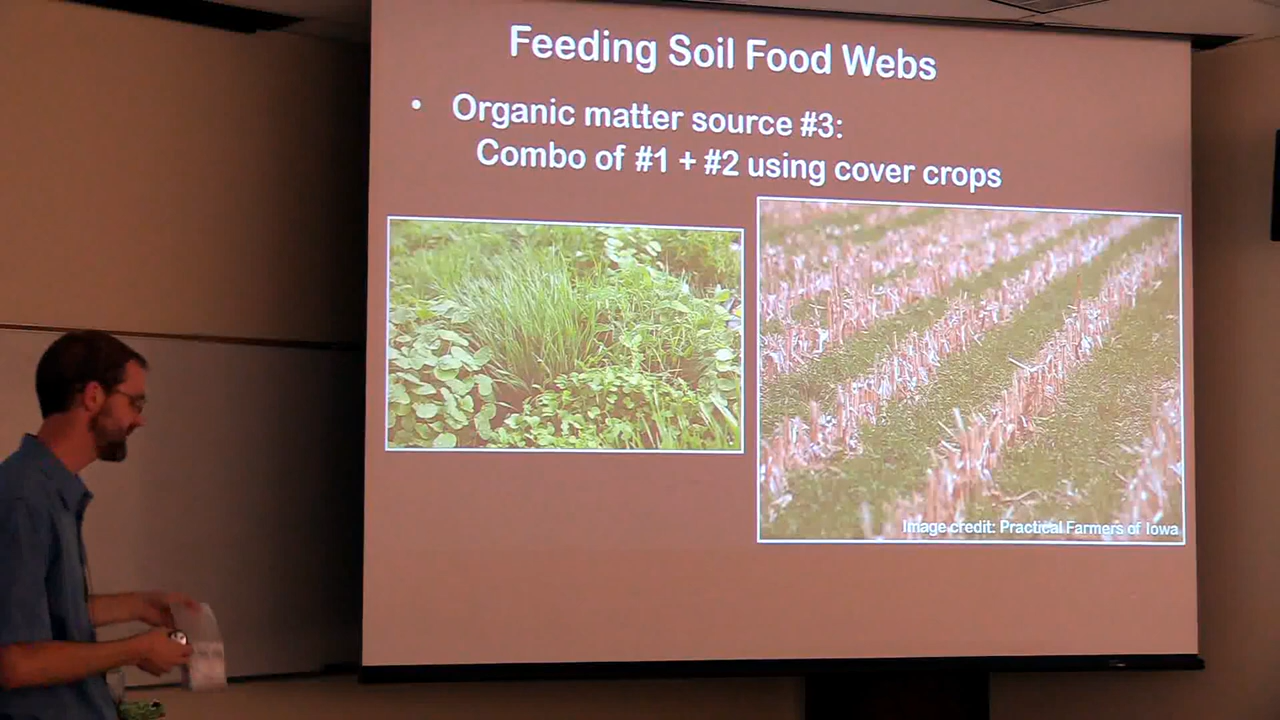 Feeding Soil Food Webs
• Organic matter source #3:
Combo of #1 + #2 using cover crops
Image credit: Practical Farmers of Iowa